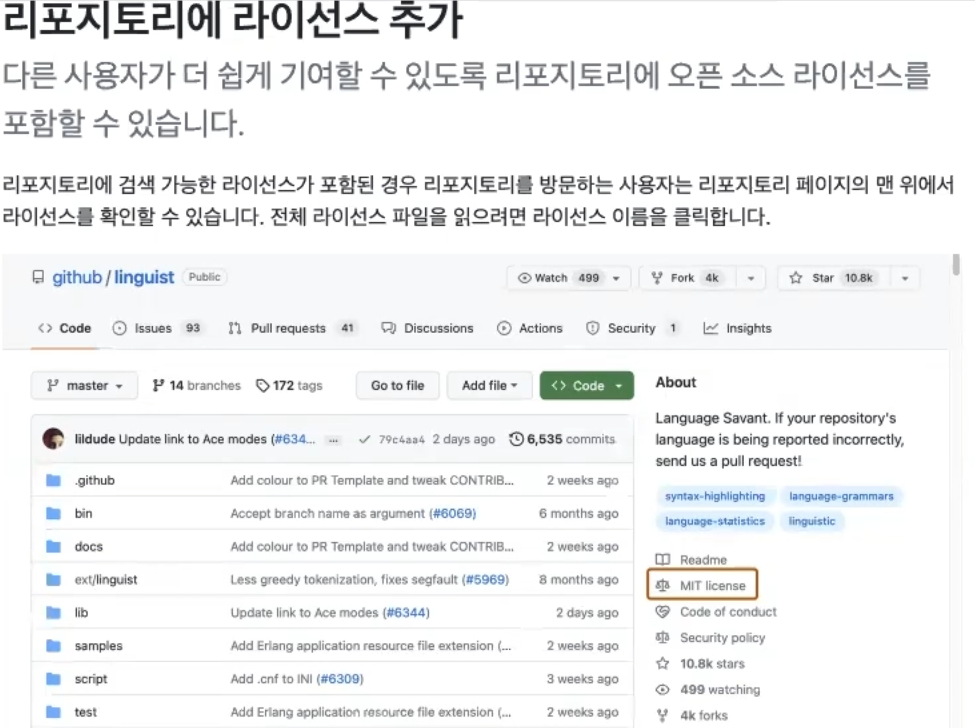 리포지토리에 라이선스 추가
다른 사용자가 더 쉽게 기여할 수 있도록 리포지토리에 오픈 소스 라이선스를
포함할 수 있습니다.
리포지토리에 검색 가능한 라이선스가 포함된 경우 리포지토리를 방문하는 사용자는 리포지토리 페이지의 맨 위에서
라이선스를 확인할 수 있습니다. 전체 라이선스 파일을 읽으려면 라이선스 이름을 클릭합니다.
github / linguist Public Watch 499 Fork 4k Star 10.8k
Code Issues 93 Pull requests 41 Discussions Actions Security 1 Insights
master 14 branches 172 tags Go to file Add file Code
lildude Update link to Ace modes (#634... ... 79c4aa4 2 days ago 6,535 commits
.github Add colour to PR Template and tweak CONTRIB... 2 weeks ago
bin Accept branch name as argument (#6069) 6 months ago
docs Add colour to PR Template and tweak CONTRIB... 2 weeks ago
ext/linguist Less greedy tokenization, fixes segfault (#5969) 8 months ago
lib Update link to Ace modes (#6344) 2 days ago
samples Add Erlang application resource file extension (... 2 weeks ago
script Add .cnf to INI (#6309) 3 weeks ago
test Add Erlang application resource file extension (... 2 weeks ago
About
Language Savant. If your repository's
language is being reported incorrectly,
send us a pull request!
syntax-highlighting language-grammars
language-statistics linguistic
Readme
MIT license
Code of conduct
Security policy
10.8k stars
499 watching
4k forks